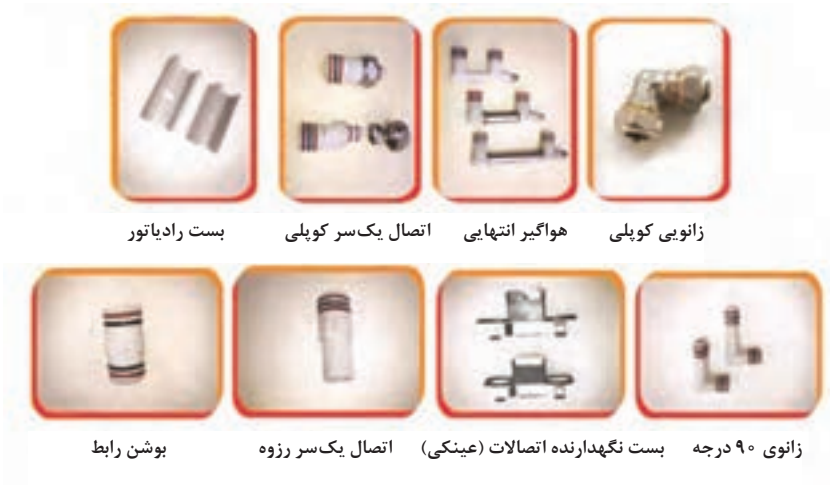 زانویی کوپلی هواگیر انتهایی اتصال یک‌سر کوپلی بست رادیاتور
زانوی ۹۰ درجه بست نگهدارنده اتصالات (عینکی) اتصال یک‌سر رزوه بوشن رابط